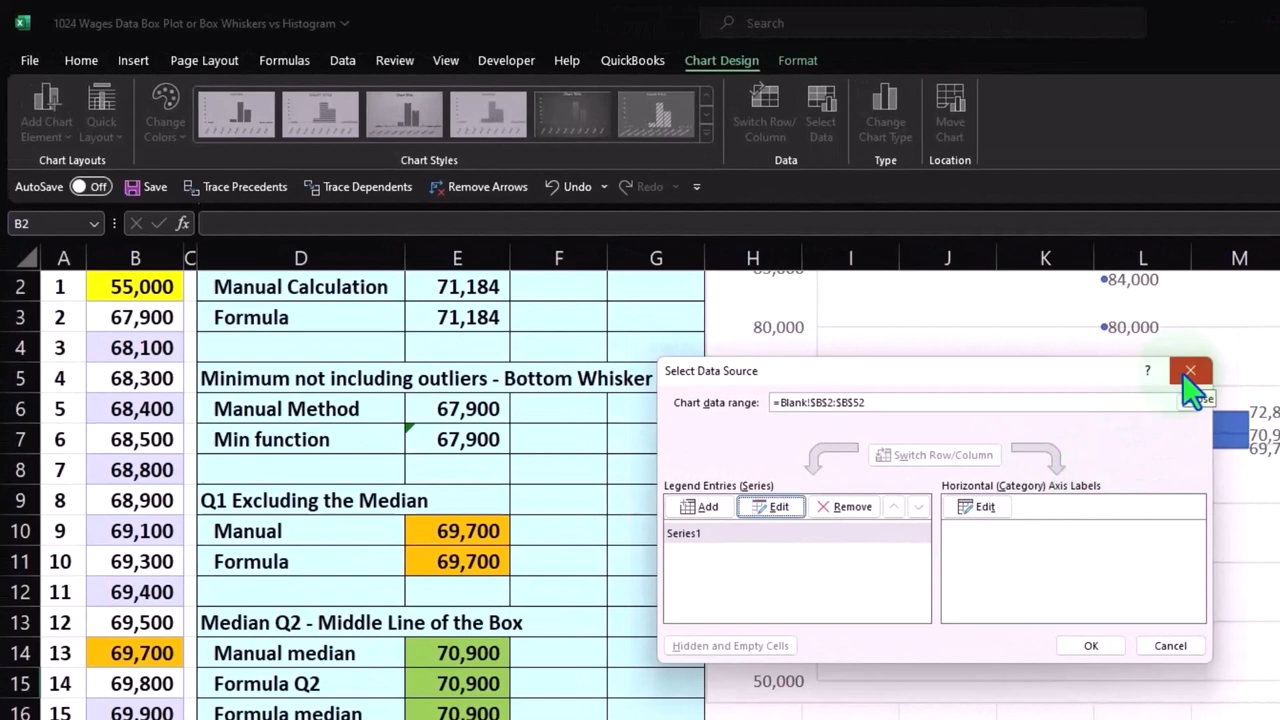 1024 Wages Data Box Plot or Box Whiskers vs Histogram
Search
File Home Insert Page Layout Formulas Data Review View Developer Help QuickBooks Chart Design Format
Add Chart Element
Quick Layout
Change Colors
Switch Row/ Column
Select Data
Change Chart Type
Move Chart
Chart Layouts Chart Styles Data Type Location
AutoSave Off Save Trace Precedents Trace Dependents Remove Arrows Undo Redo
B2 fx
A B C D E F G H I J K L M
2 1 55,000 Manual Calculation 71,184 84,000
3 2 67,900 Formula 71,184 80,000 80,000
4 3 68,100
5 4 68,300 Minimum not including outliers - Bottom Whisker
6 5 68,400 Manual Method 67,900
7 6 68,500 Min function 67,900
8 7 68,800
9 8 68,900 Q1 Excluding the Median
10 9 69,100 Manual 69,700
11 10 69,300 Formula 69,700
12 11 69,400
13 12 69,500 Median Q2 - Middle Line of the Box
14 13 69,700 Manual median 70,900
15 14 69,800 Formula Q2 70,900 50,000
16 15 69,900 Formula median 70,900
Select Data Source ?
Chart data range: =Blank!$B$2:$B$52
Switch Row/Column
Legend Entries (Series) Horizontal (Category) Axis Labels
Add Edit Remove Edit
Series1
Hidden and Empty Cells OK Cancel